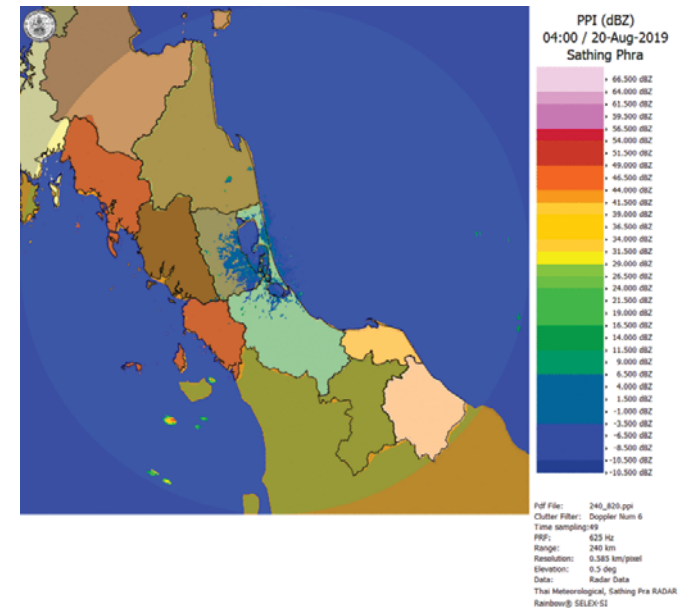 PPI (dBZ)
04:00 / 20-Aug-2019
Sathing Phra
> 66.500 dBZ
> 64.000 dBZ
> 61.500 dBZ
> 59.500 dBZ
> 56.500 dBZ
> 54.000 dBZ
> 51.500 dBZ
> 49.000 dBZ
> 46.500 dBZ
> 44.000 dBZ
> 41.500 dBZ
> 39.000 dBZ
> 36.500 dBZ
> 34.000 dBZ
> 31.500 dBZ
> 29.000 dBZ
> 26.500 dBZ
> 24.000 dBZ
> 21.500 dBZ
> 19.000 dBZ
> 16.500 dBZ
> 14.000 dBZ
> 11.500 dBZ
> 9.000 dBZ
> 6.500 dBZ
> 4.000 dBZ
> 1.500 dBZ
> -1.000 dBZ
> -3.500 dBZ
> -6.500 dBZ
> -8.500 dBZ
> -10.500 dBZ
> -10.500 dBZ
Pdf File: 240_820.ppi
Clutter Filter: Doppler Num 6
Time sampling:49
PRF: 625 Hz
Range: 240 km
Resolution: 0.585 km/pixel
Elevation: 0.5 deg
Data: Radar Data
Thai Meteorological, Sathing Pra RADAR
Rainbow® SELEX-SI